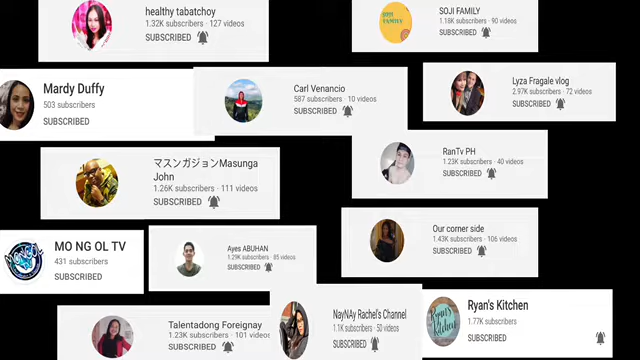 healthy tabatchoy
1.32K subscribers · 127 videos
SUBSCRIBED
SOJI FAMILY
SOJI
FAMILY
1.18K subscribers · 90 videos
SUBSCRIBED
Mardy Duffy
503 subscribers
SUBSCRIBED
Carl Venancio
587 subscribers · 10 videos
SUBSCRIBED
Lyza Fragale vlog
2.97K subscribers · 72 videos
SUBSCRIBED
マスンガジョンMasunga
John
1.26K subscribers · 111 videos
SUBSCRIBED
RanTv PH
1.23K subscribers · 40 videos
SUBSCRIBED
MO NG OL TV
431 subscribers
SUBSCRIBED
Ayes ABUHAN
1.29K subscribers · 85 videos
SUBSCRIBED
Our corner side
1.43K subscribers · 106 videos
SUBSCRIBED
Talentadong Foreignay
1.23K subscribers · 101 videos
SUBSCRIBED
NayNAy Rachel's Channel
1.1K subscribers · 50 videos
SUBSCRIBED
Ryan's
Kitchen
Ryan's Kitchen
1.77K subscribers
SUBSCRIBED